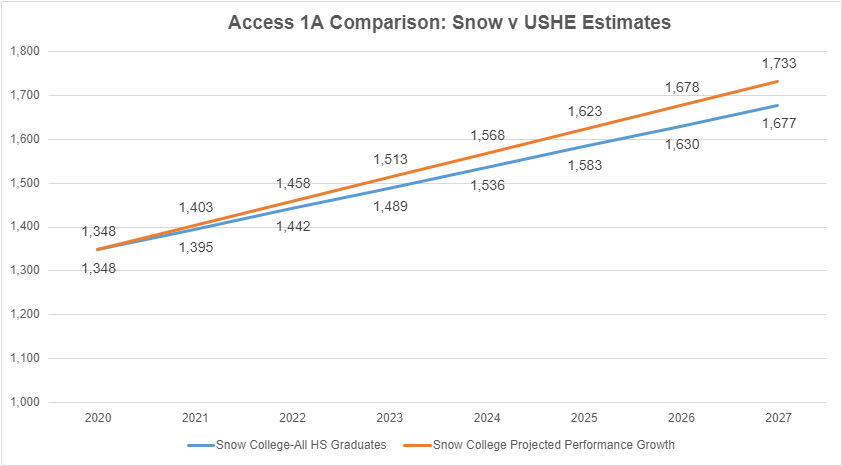 Access 1A Comparison: Snow v USHE Estimates
1,800
1,700
1,600
1,500
1,400
1,300
1,200
1,100
1,000
1,348 1,403 1,458 1,513 1,568 1,623 1,678 1,733
1,348 1,395 1,442 1,489 1,536 1,583 1,630 1,677
2020 2021 2022 2023 2024 2025 2026 2027
Snow College-All HS Graduates Snow College Projected Performance Growth